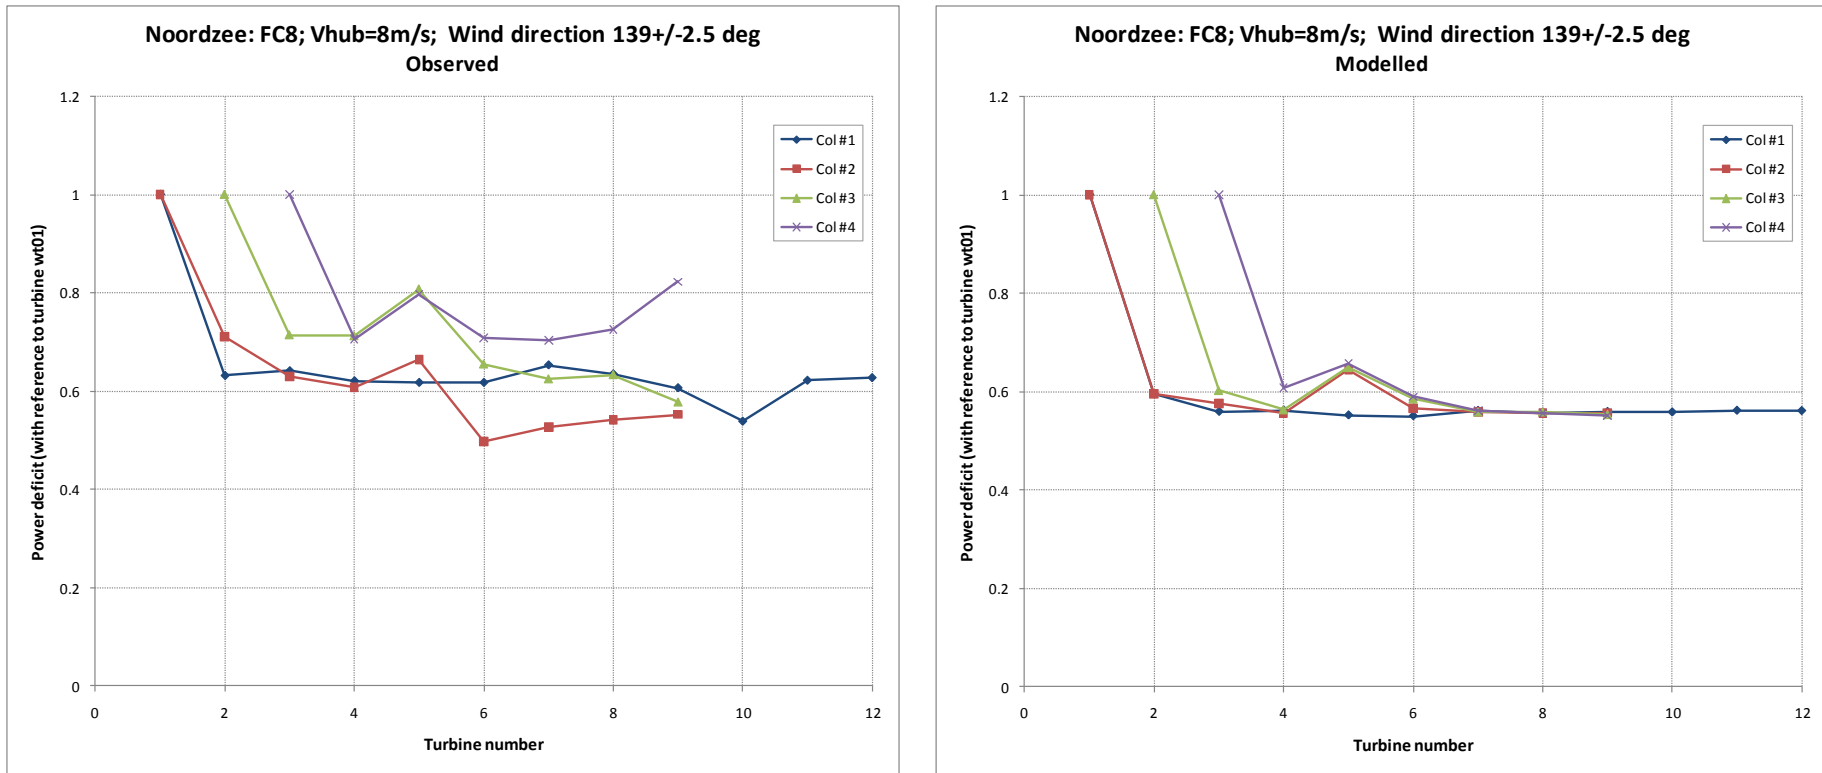 Noordzee: FC8; Vhub=8m/s; Wind direction 139+/-2.5 deg
Observed
1.2
1
0.8
0.6
0.4
0.2
0
0 2 4 6 8 10 12
Power deficit (with reference to turbine wt01)
Turbine number
Col #1
Col #2
Col #3
Col #4
Noordzee: FC8; Vhub=8m/s; Wind direction 139+/-2.5 deg
Modelled
1.2
1
0.8
0.6
0.4
0.2
0
0 2 4 6 8 10 12
Power deficit (with reference to turbine wt01)
Turbine number
Col #1
Col #2
Col #3
Col #4